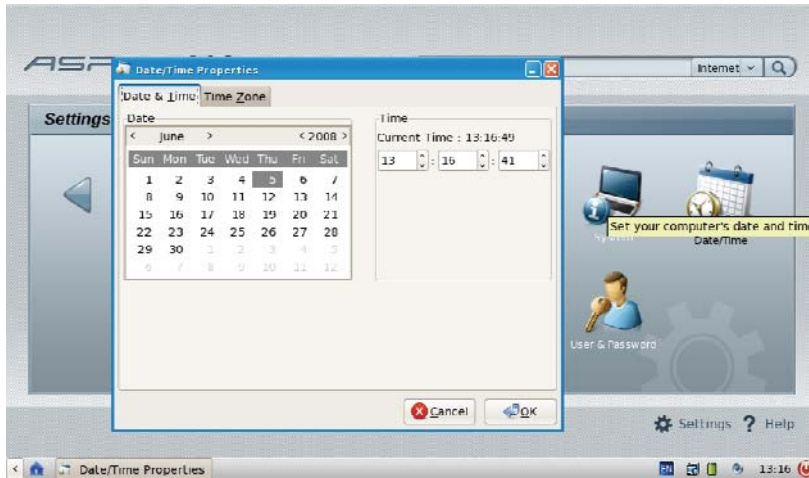 Internet
Date/Time Properties
Settings
Date & Time
Time Zone
Date
June
2008
Sun Mon Tue Wed Thu Fri Sat
1 2 3 4 5 6 7
8 9 10 11 12 13 14
15 16 17 18 19 20 21
22 23 24 25 26 27 28
29 30 1 2 3 4 5
6 7 8 9 10 11 12
Time
Current Time : 13:16:49
13 : 16 : 41
Set your computer's date and time
Date/Time
User & Password
Cancel
OK
Settings
Help
Date/Time Properties
13:16